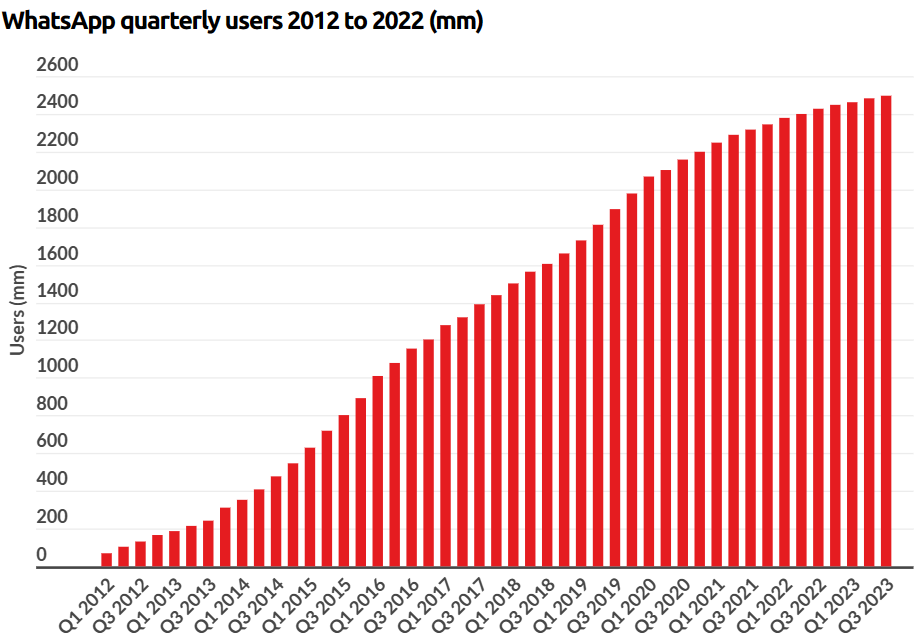 WhatsApp quarterly users 2012 to 2022 (mm)
2600
2400
2200
2000
1800
1600
1400
1200
1000
800
600
400
200
0
Users (mm)
Q1 2012
Q3 2012
Q1 2013
Q3 2013
Q1 2014
Q3 2014
Q1 2015
Q3 2015
Q1 2016
Q3 2016
Q1 2017
Q3 2017
Q1 2018
Q3 2018
Q1 2019
Q3 2019
Q1 2020
Q3 2020
Q1 2021
Q3 2021
Q1 2022
Q3 2022
Q1 2023
Q3 2023